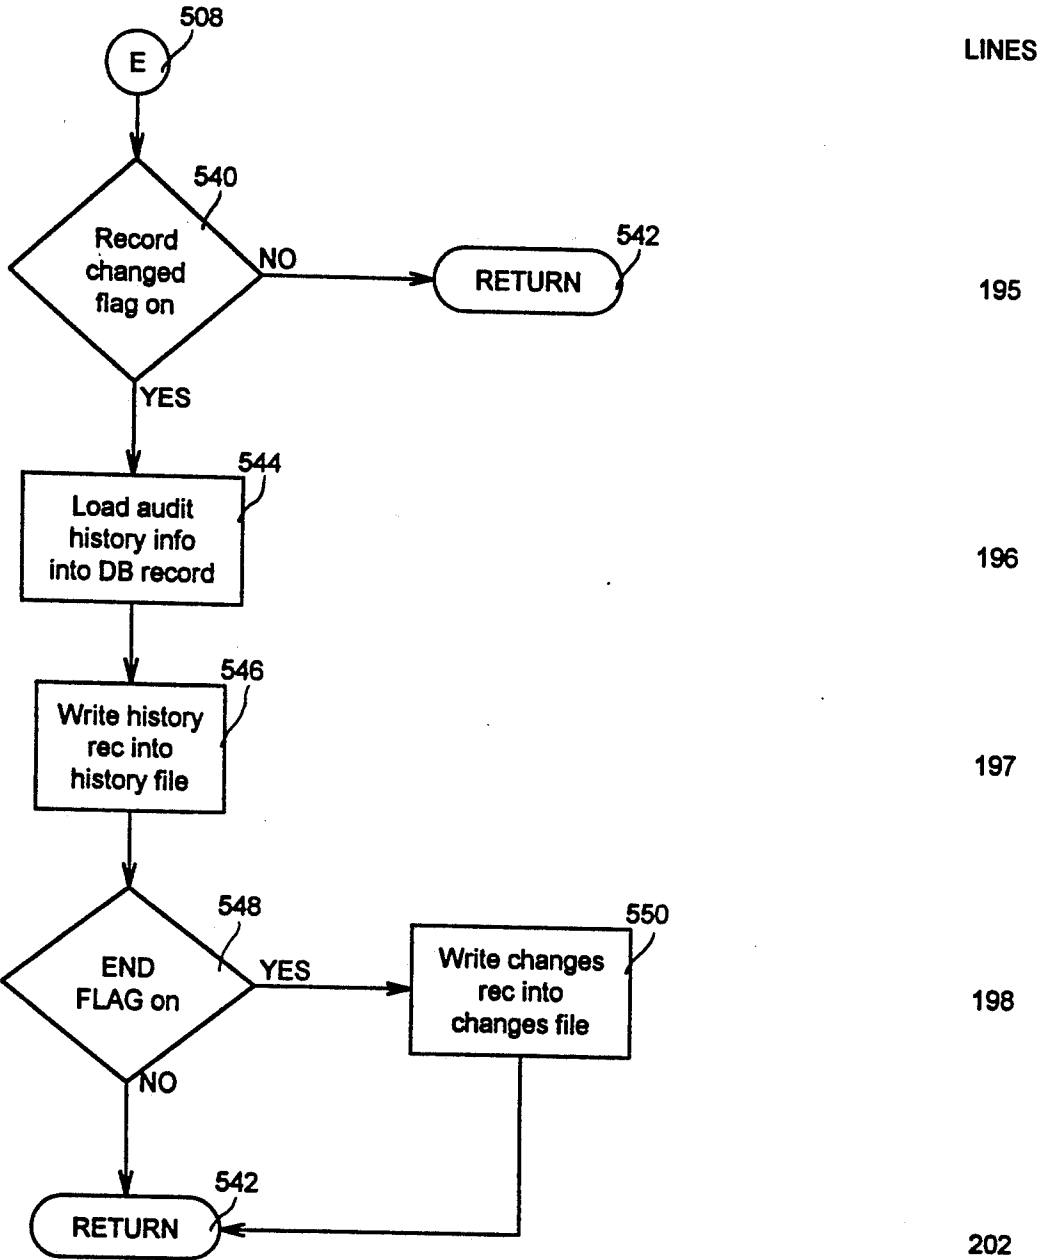 508
LINES
E
540
Record
changed
flag on
NO
542
RETURN
195
YES
544
Load audit
history info
into DB record
196
546
Write history
rec into
history file
197
548
END
FLAG on
YES
550
Write changes
rec into
changes file
198
NO
542
RETURN
202